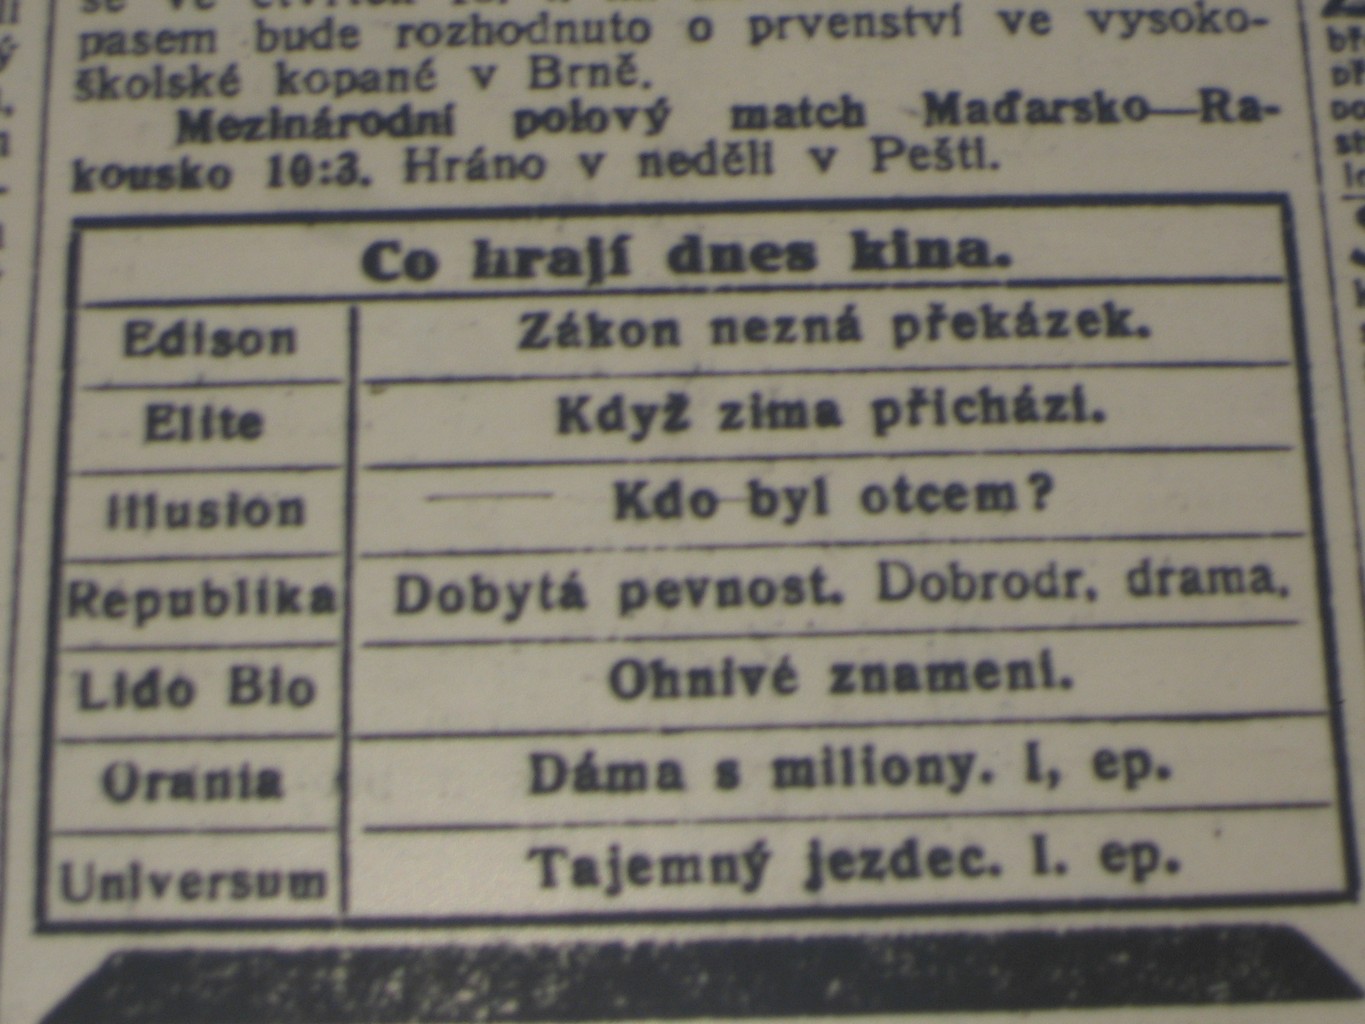 pasem bude rozhodnuto o prvenství ve vysoko-
školské kopané v Brně.
Mezinárodní polový match Maďarsko—Ra-
kousko 10:3. Hráno v neděli v Pešti.
Co hrají dnes kina.
Edison Zákon nezná překázek.
Elite Když zima přichází.
Illusion Kdo byl otcem?
Republika Dobytá pevnost. Dobrodr. drama.
Lido Bio Ohnivé znamení.
Orania Dáma s miliony. I, ep.
Universum Tajemný jezdec. I. ep.